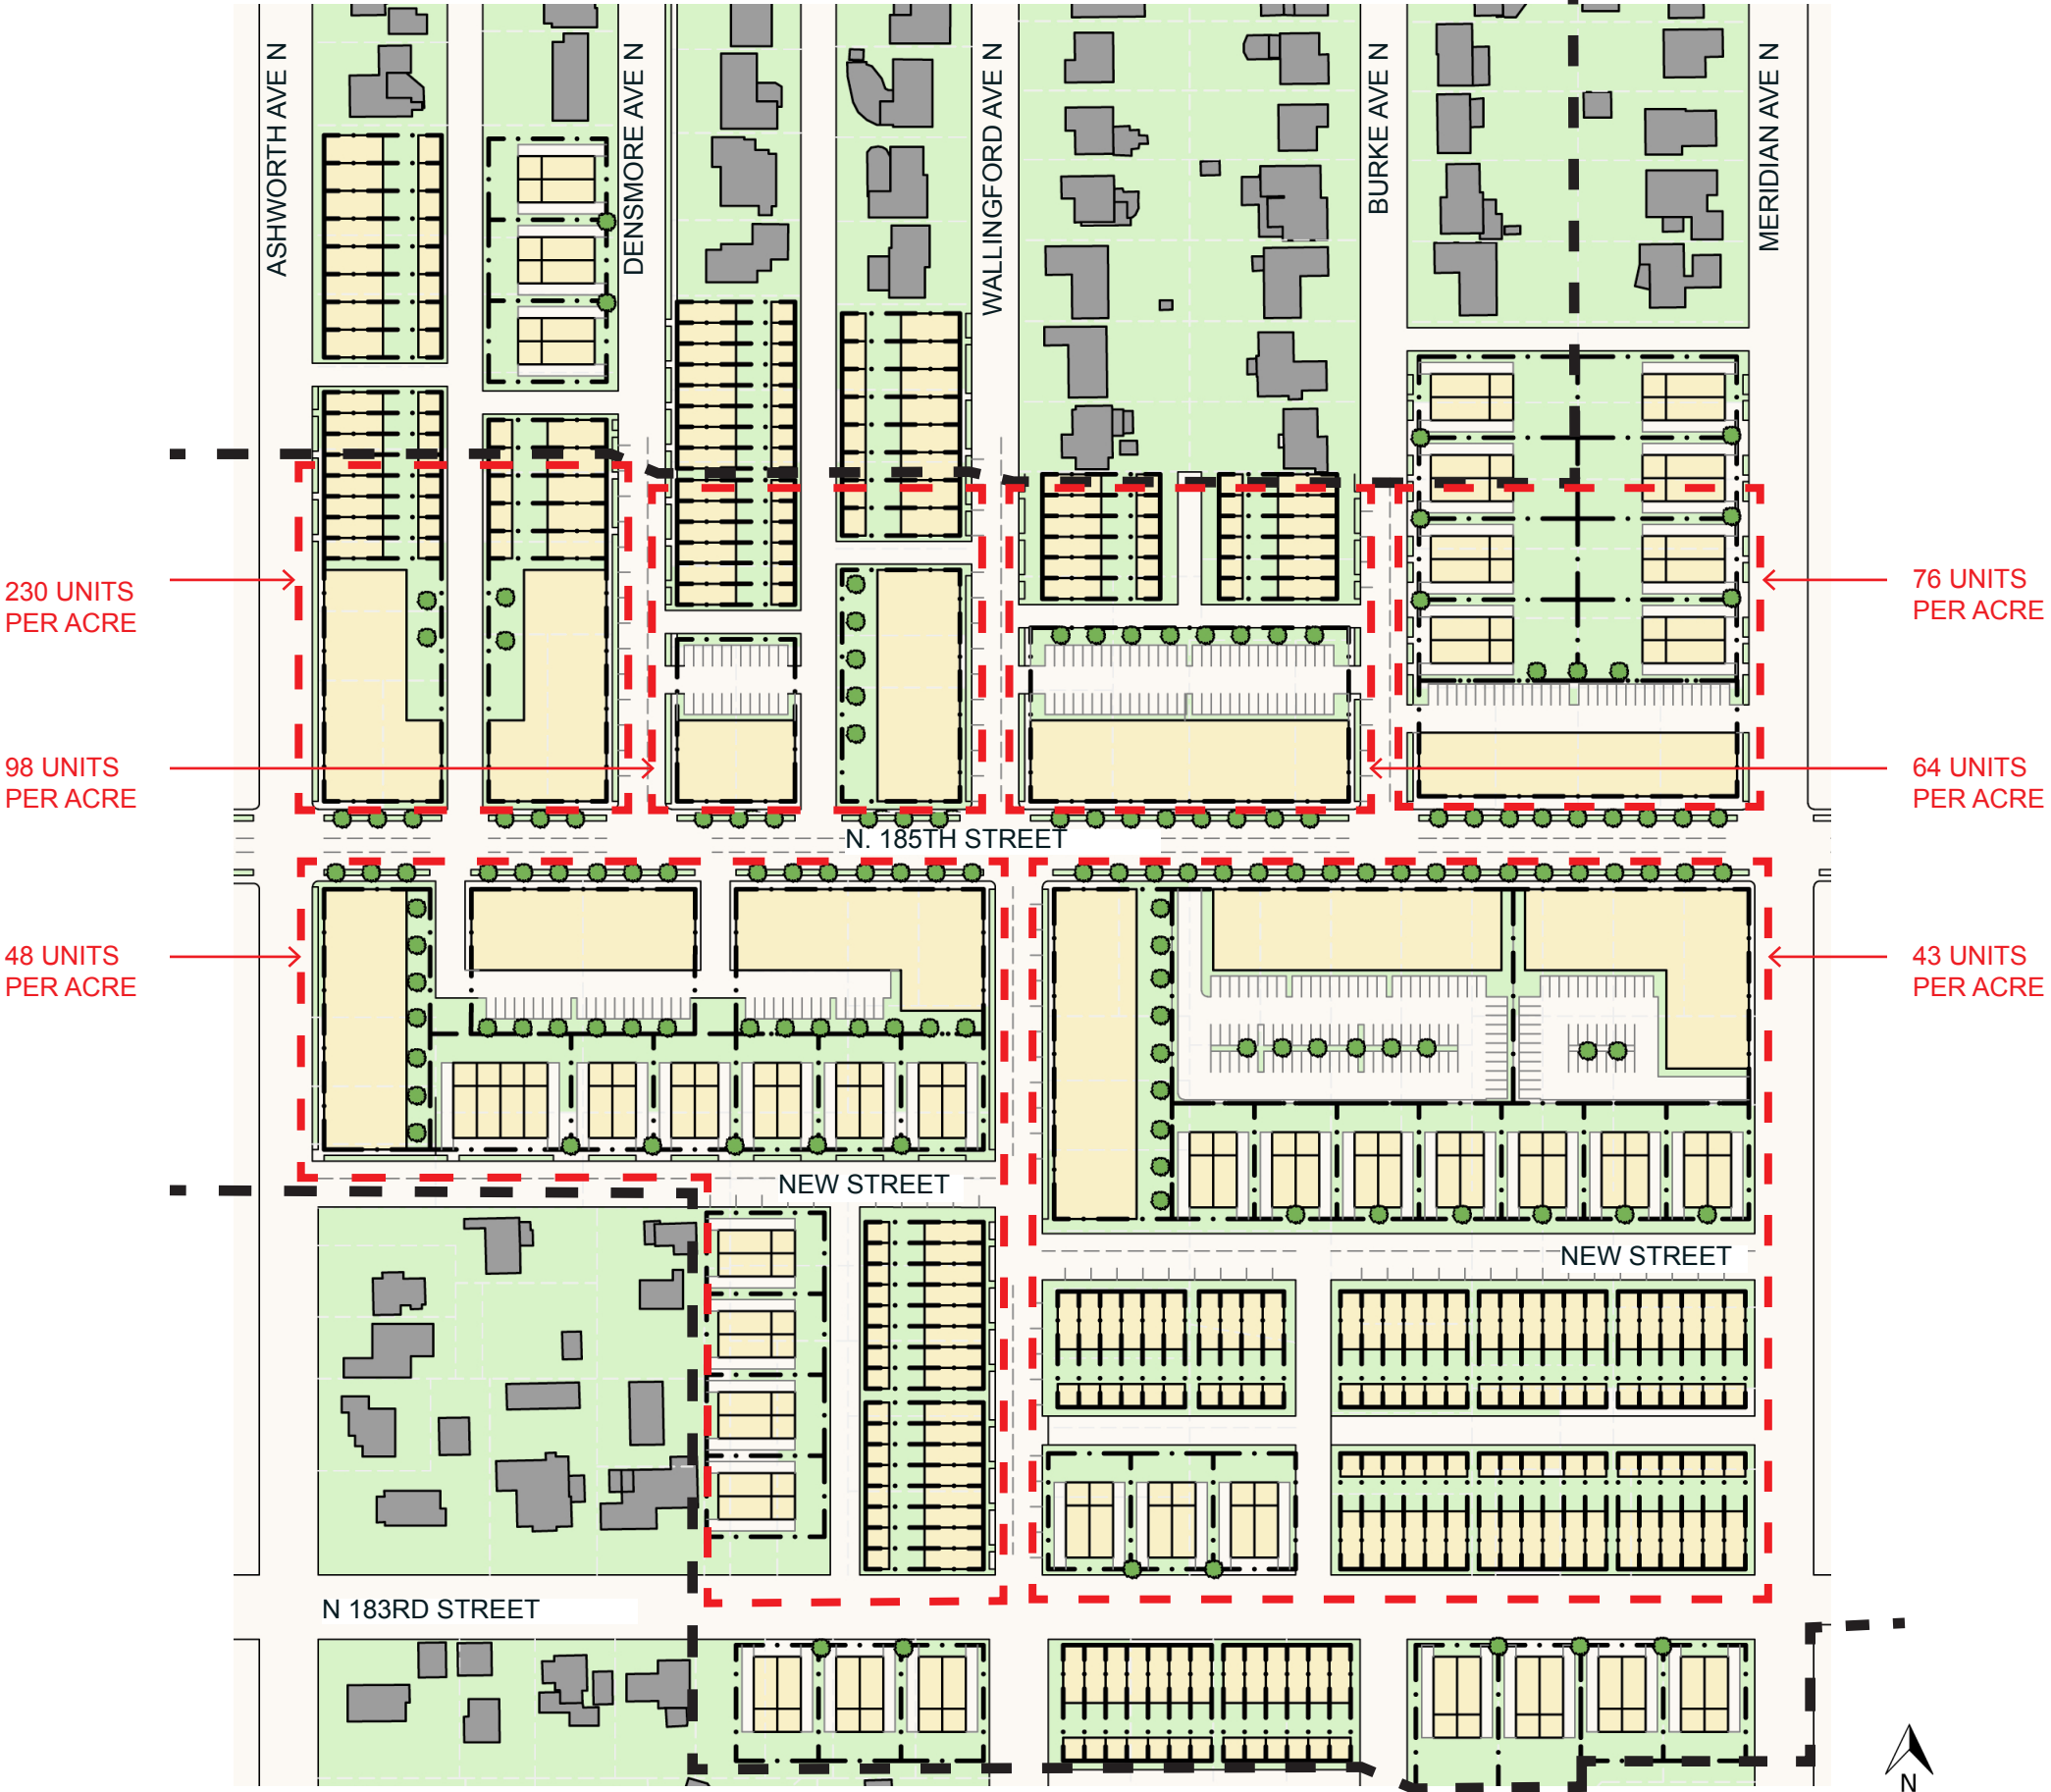 ASHWORTH AVE N
DENSMORE AVE N
WALLINGFORD AVE N
BURKE AVE N
MERIDIAN AVE N
230 UNITS
PER ACRE
76 UNITS
PER ACRE
98 UNITS
PER ACRE
64 UNITS
PER ACRE
N. 185TH STREET
48 UNITS
PER ACRE
43 UNITS
PER ACRE
NEW STREET
NEW STREET
N 183RD STREET
N